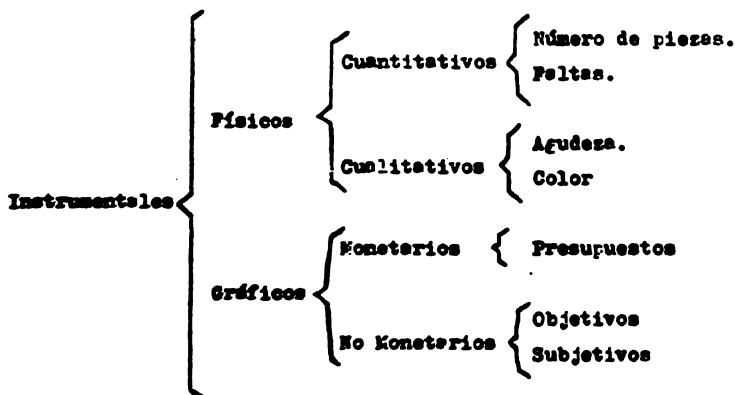 Número de piezas.
Cuantitativos
Faltas.
Físicos
Agudeza.
Cualitativos
Color
Instrumentales
Monetarios
Presupuestos
Gráficos
Objetivos
No Monetarios
Subjetivos